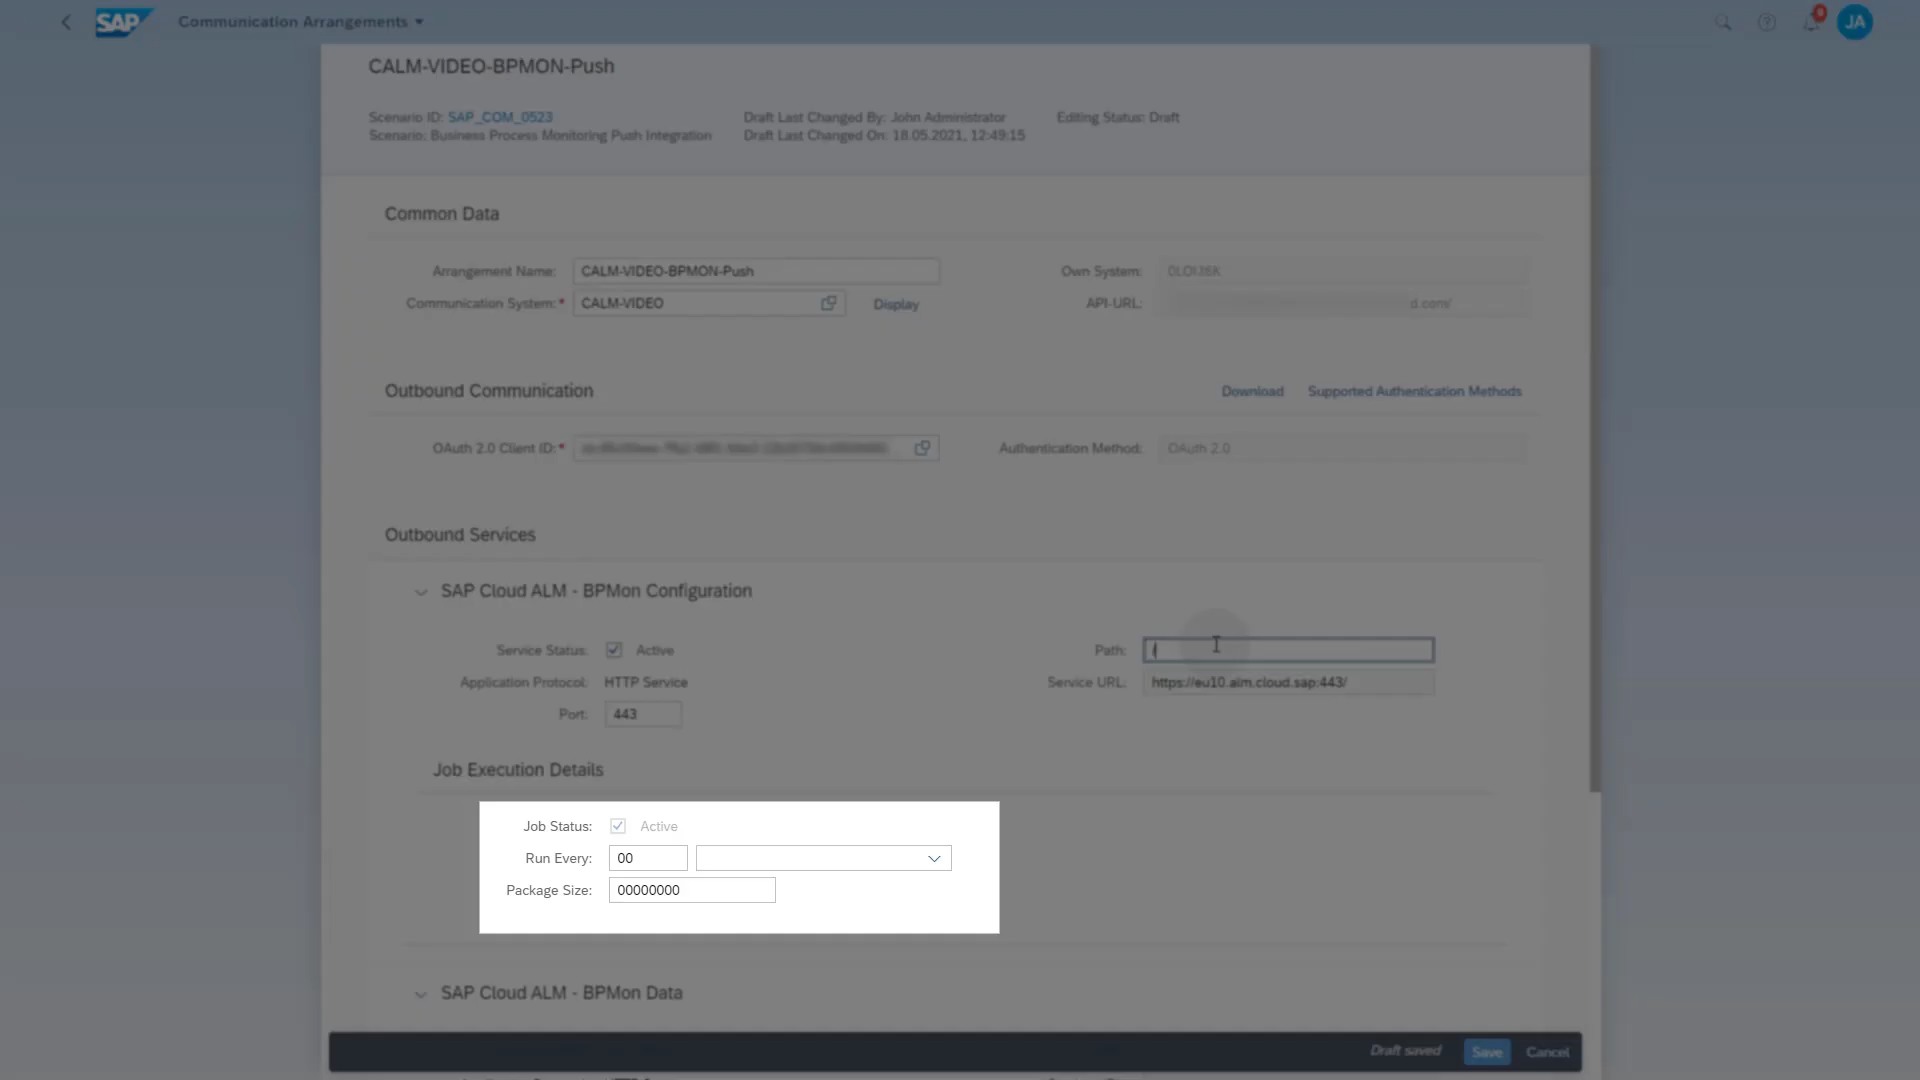 SAP Communication Arrangements
JA
CALM-VIDEO-BPMON-Push
Scenario ID: SAP_COM_0523
Scenario: Business Process Monitoring Push Integration
Draft Last Changed By: John Administrator
Draft Last Changed On: 18.05.2021, 12:49:15
Editing Status: Draft
Common Data
Arrangement Name: CALM-VIDEO-BPMON-Push
Communication System:* CALM-VIDEO Display
Own System:
API-URL: d.com/
Outbound Communication
Download Supported Authentication Methods
OAuth 2.0 Client ID:*
Authentication Method: OAuth 2.0
Outbound Services
SAP Cloud ALM - BPMon Configuration
Service Status: Active
Application Protocol: HTTP Service
Port: 443
Path: /
Service URL: https://eu10.alm.cloud.sap:443/
Job Execution Details
Job Status: Active
Run Every: 00
Package Size: 00000000
SAP Cloud ALM - BPMon Data
Draft saved Save Cancel